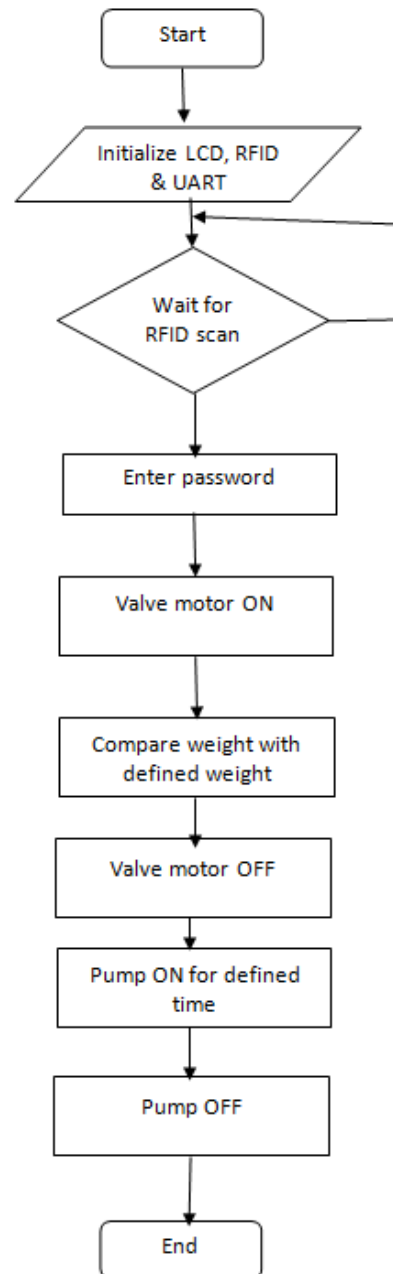 Start
Initialize LCD, RFID
& UART
Wait for
RFID scan
Enter password
Valve motor ON
Compare weight with
defined weight
Valve motor OFF
Pump ON for defined
time
Pump OFF
End